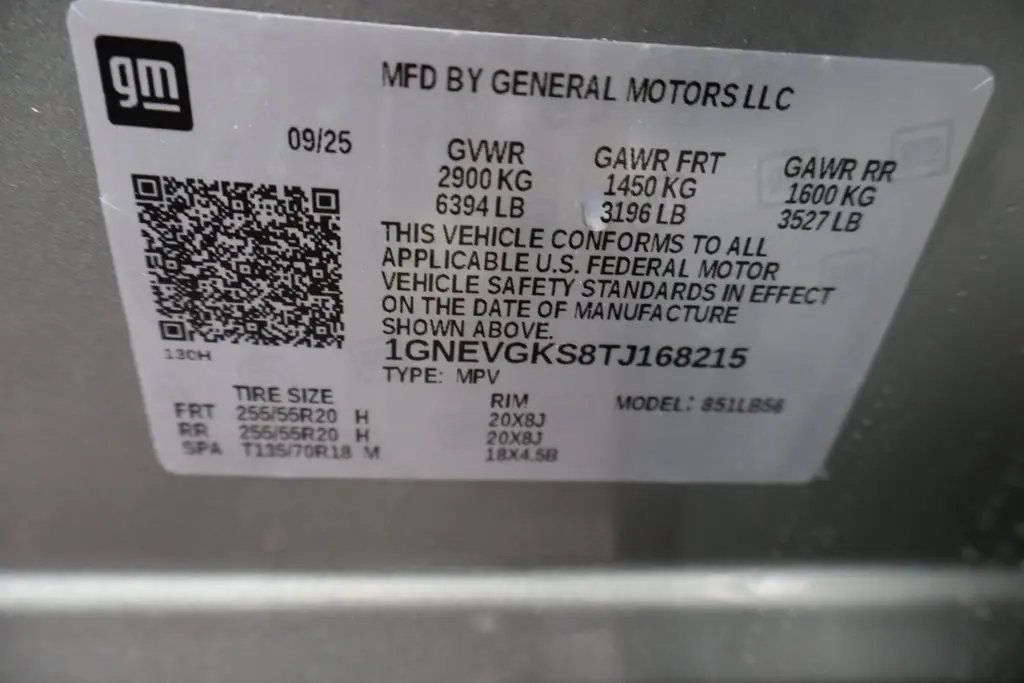 gm
MFD BY GENERAL MOTORS LLC
09/25
GVWR GAWR FRT GAWR RR
2900 KG 1450 KG 1600 KG
6394 LB 3196 LB 3527 LB
THIS VEHICLE CONFORMS TO ALL
APPLICABLE U.S. FEDERAL MOTOR
VEHICLE SAFETY STANDARDS IN EFFECT
ON THE DATE OF MANUFACTURE
SHOWN ABOVE.
1GNEVGKS8TJ168215
130H
TYPE: MPV
TIRE SIZE RIM MODEL: 851LB56
FRT 255/55R20 H 20X8J
RR 255/55R20 H 20X8J
SPA T135/70R18 M 18X4.5B